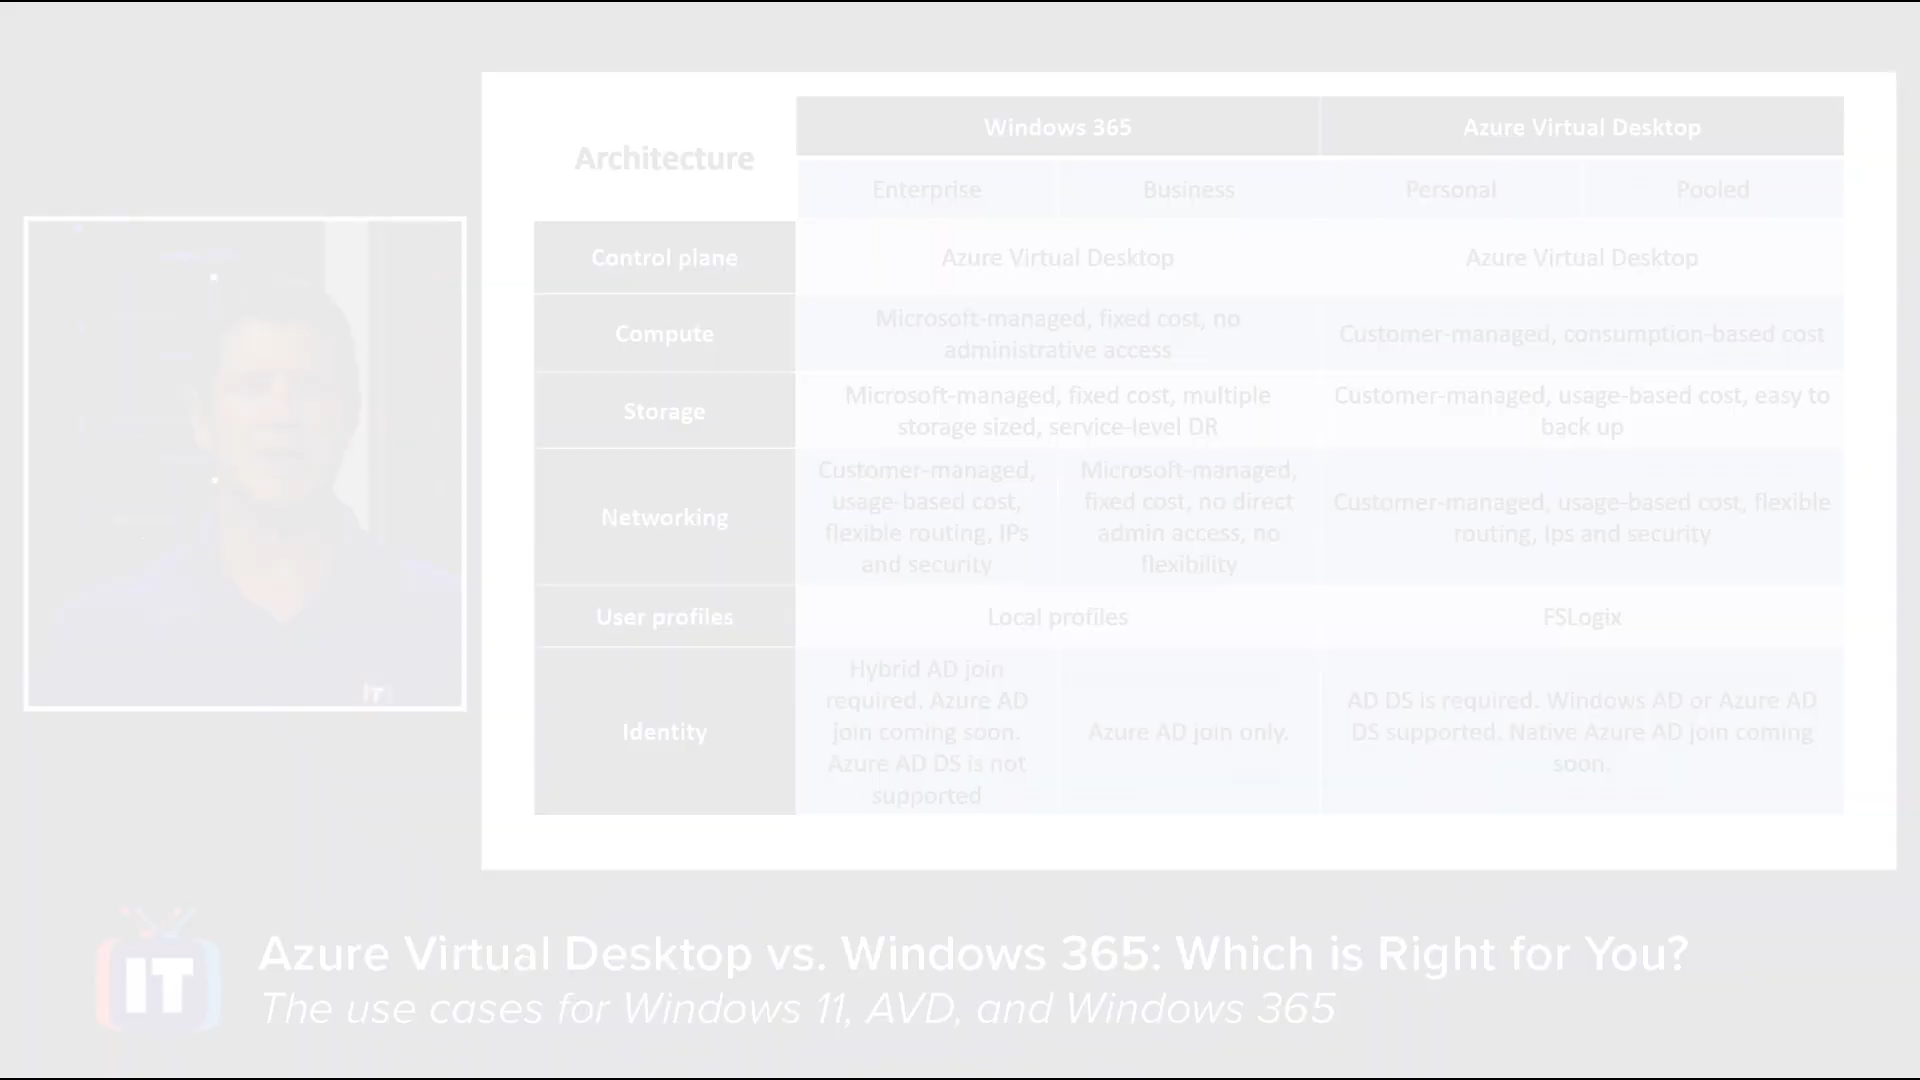 Architecture
Windows 365
Azure Virtual Desktop
Enterprise
Business
Personal
Pooled
Control plane
Azure Virtual Desktop
Azure Virtual Desktop
Compute
Microsoft-managed, fixed cost, no
administrative access
Customer-managed, consumption-based cost
Storage
Microsoft-managed, fixed cost, multiple
storage sized, service-level DR
Customer-managed, usage-based cost, easy to
back up
Networking
Customer-managed,
usage-based cost,
flexible routing, IPs
and security
Microsoft-managed,
fixed cost, no direct
admin access, no
flexibility
Customer-managed, usage-based cost, flexible
routing, Ips and security
User profiles
Local profiles
FSLogix
Identity
Hybrid AD join
required. Azure AD
join coming soon.
Azure AD DS is not
supported
Azure AD join only.
AD DS is required. Windows AD or Azure AD
DS supported. Native Azure AD join coming
soon.
IT
IT
Azure Virtual Desktop vs. Windows 365: Which is Right for You?
The use cases for Windows 11, AVD, and Windows 365